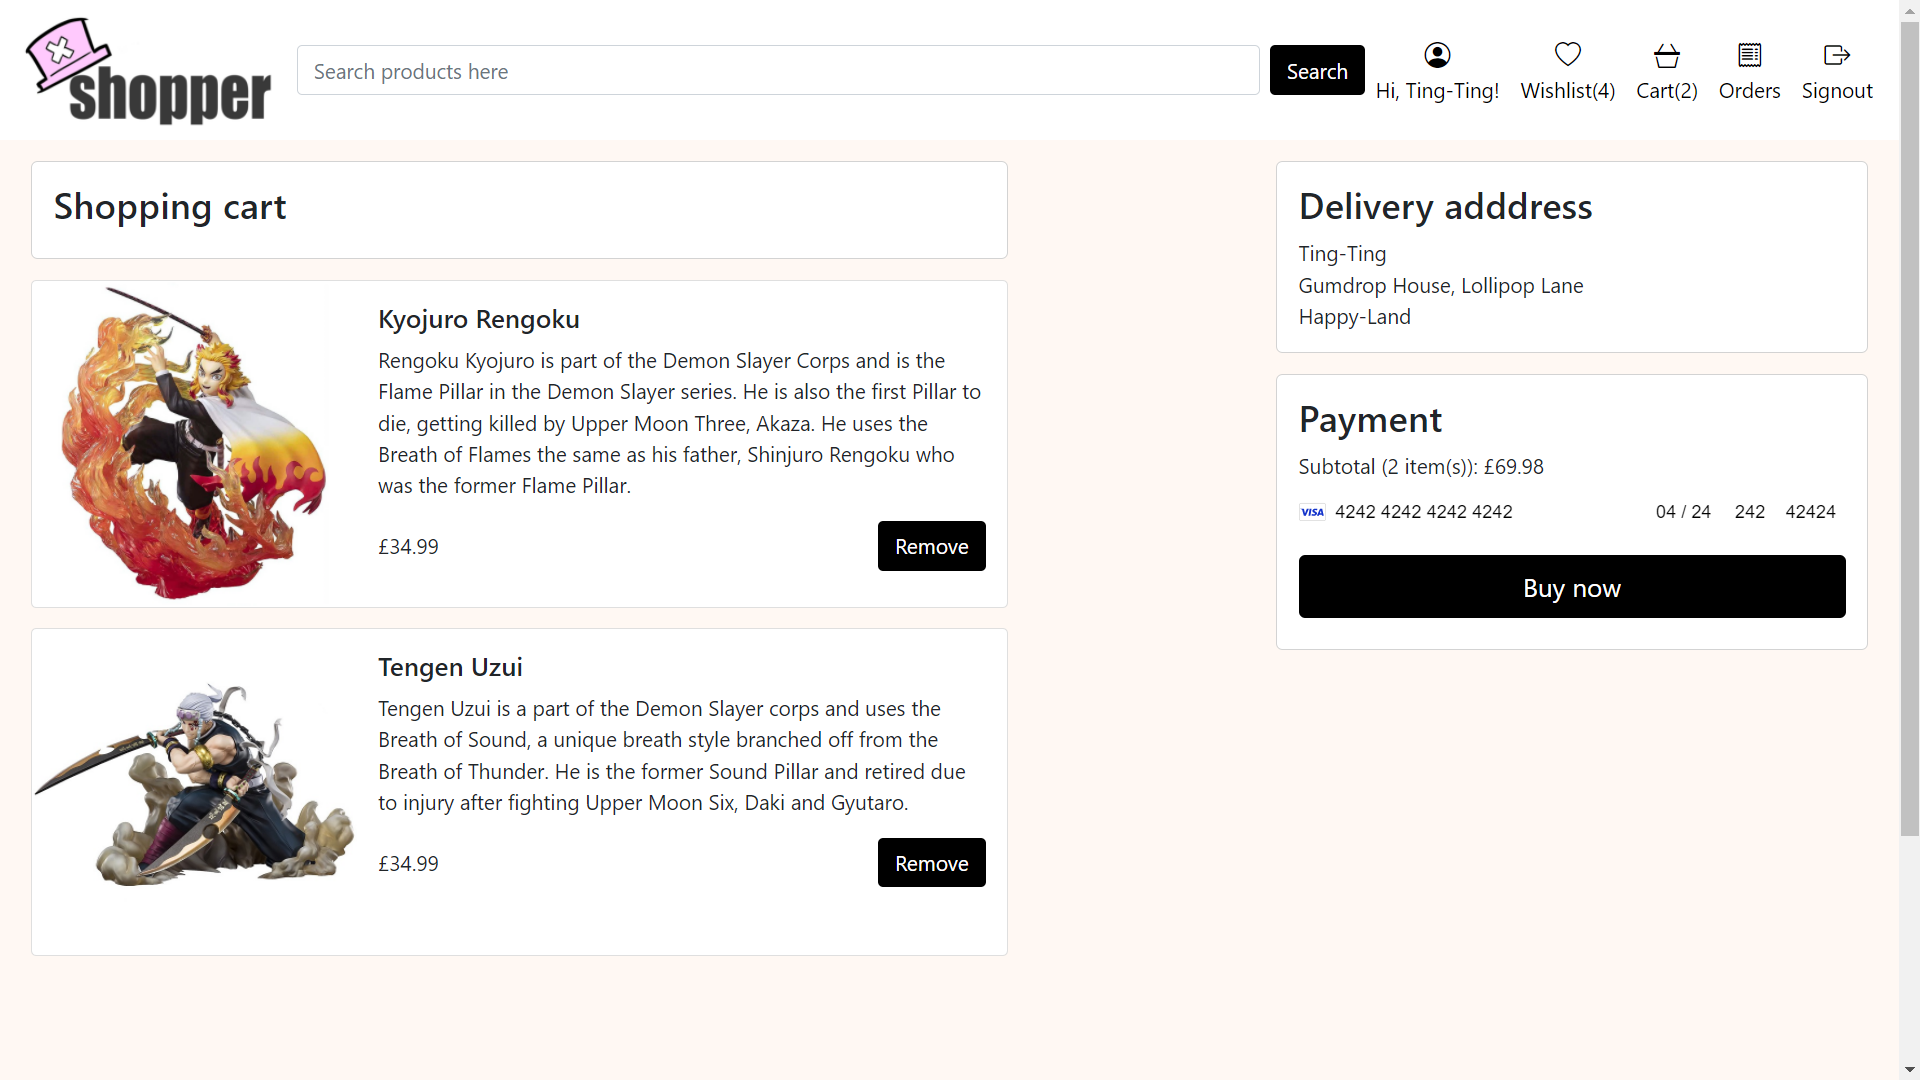 shopper
Search products here
Search
Hi, Ting-Ting!
Wishlist(4)
Cart(2)
Orders
Signout
Shopping cart
Kyojuro Rengoku
Rengoku Kyojuro is part of the Demon Slayer Corps and is the
Flame Pillar in the Demon Slayer series. He is also the first Pillar to
die, getting killed by Upper Moon Three, Akaza. He uses the
Breath of Flames the same as his father, Shinjuro Rengoku who
was the former Flame Pillar.
£34.99
Remove
Tengen Uzui
Tengen Uzui is a part of the Demon Slayer corps and uses the
Breath of Sound, a unique breath style branched off from the
Breath of Thunder. He is the former Sound Pillar and retired due
to injury after fighting Upper Moon Six, Daki and Gyutaro.
£34.99
Remove
Delivery adddress
Ting-Ting
Gumdrop House, Lollipop Lane
Happy-Land
Payment
Subtotal (2 item(s)): £69.98
VISA 4242 4242 4242 4242 04 / 24 242 42424
Buy now